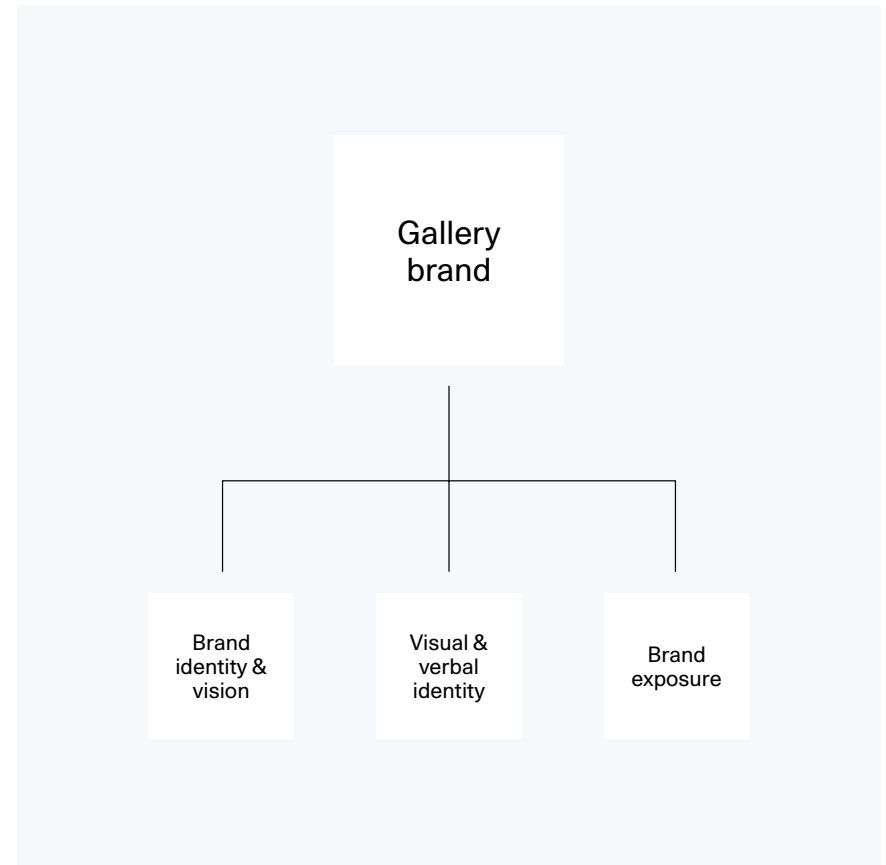 Gallery
brand
Brand
identity &
vision
Visual &
verbal
identity
Brand
exposure